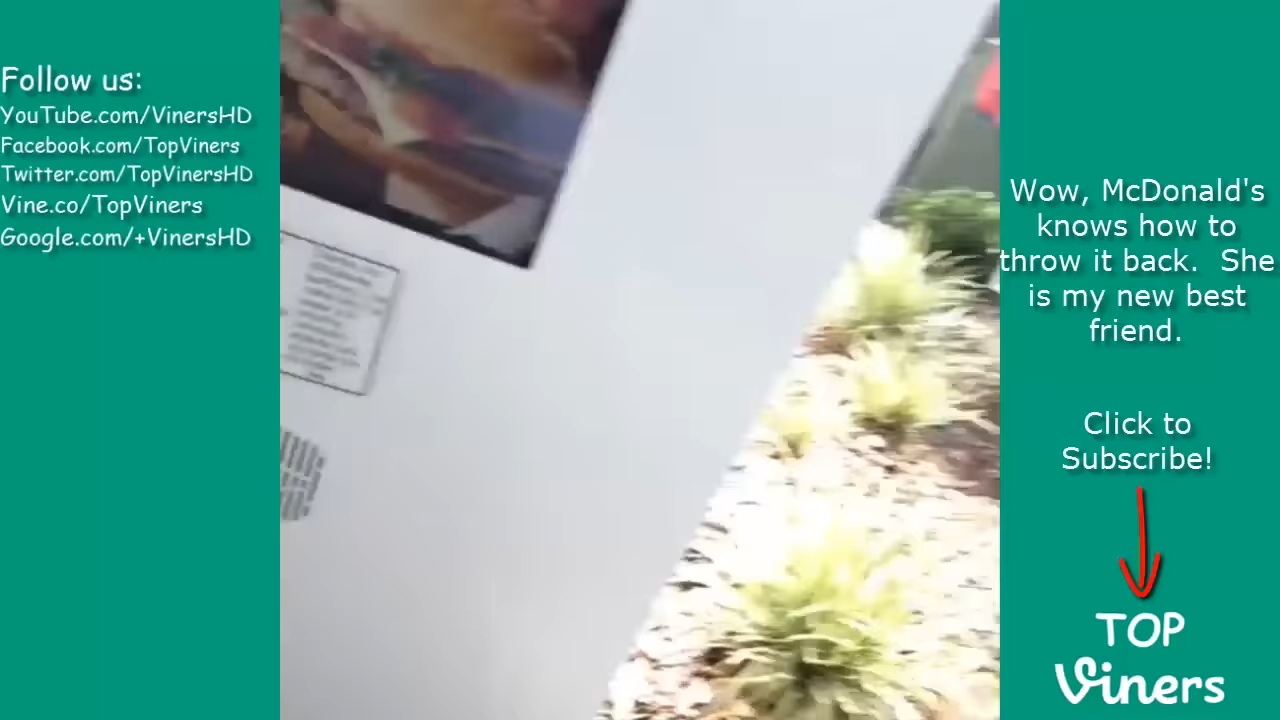 Follow us:
YouTube.com/VinersHD
Facebook.com/TopViners
Twitter.com/TopVinersHD
Vine.co/TopViners
Google.com/+VinersHD
Wow, McDonald's
knows how to
throw it back.  She
is my new best
friend.
Click to
Subscribe!
TOP
Viners